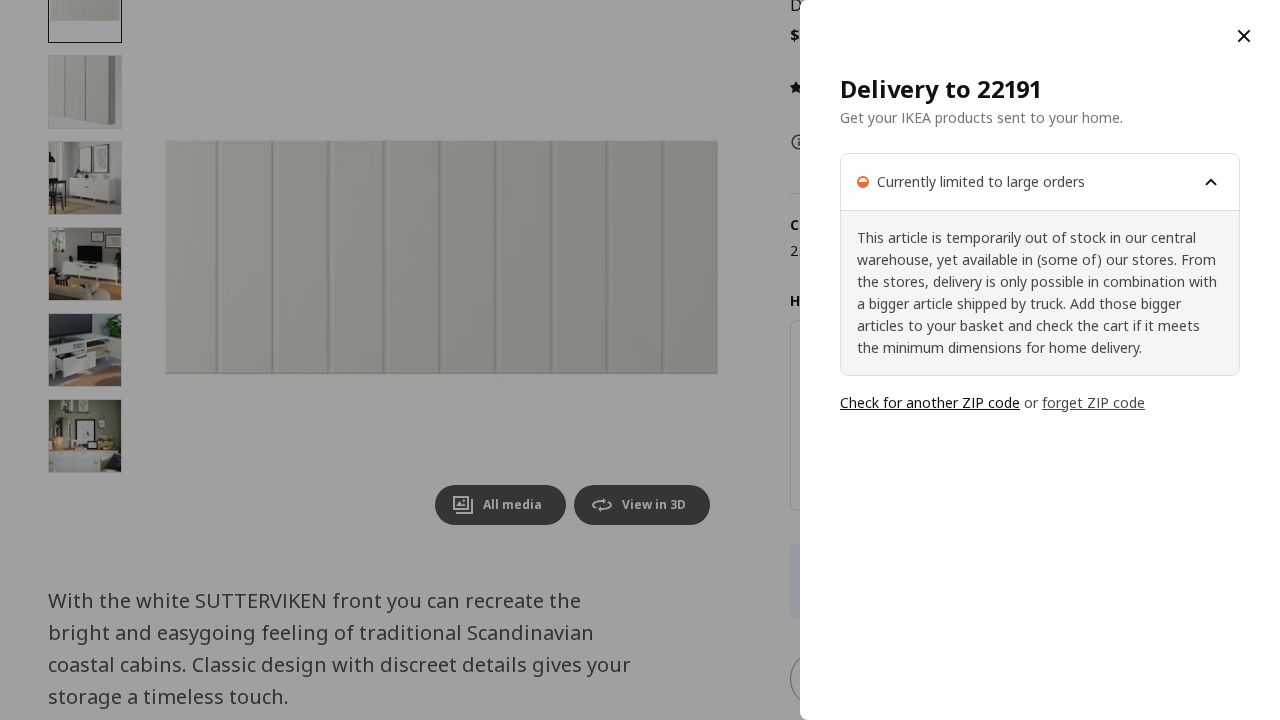 Delivery to 22191
Get your IKEA products sent to your home.
Currently limited to large orders
This article is temporarily out of stock in our central
warehouse, yet available in (some of) our stores. From
the stores, delivery is only possible in combination with
a bigger article shipped by truck. Add those bigger
articles to your basket and check the cart if it meets
the minimum dimensions for home delivery.
Check for another ZIP code or forget ZIP code
All media
View in 3D
With the white SUTTERVIKEN front you can recreate the
bright and easygoing feeling of traditional Scandinavian
coastal cabins. Classic design with discreet details gives your
storage a timeless touch.
$
2.